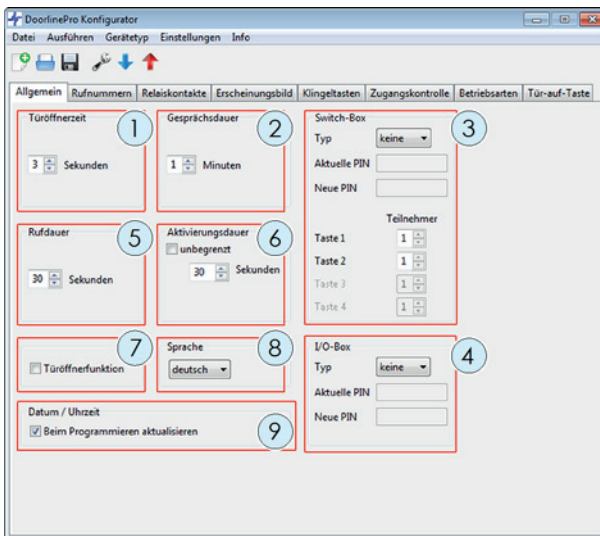 DoorlinePro Konfigurator
Datei Ausführen Gerätetyp Einstellungen Info
Allgemein Rufnummern Relaiskontakte Erscheinungsbild Klingeltasten Zugangskontrolle Betriebsarten Tür-auf-Taste
Türöffnerzeit
1
3 Sekunden
Gesprächsdauer
2
1 Minuten
Switch-Box
3
Typ keine
Aktuelle PIN
Neue PIN
Teilnehmer
Taste 1 1
Taste 2 1
Taste 3 1
Taste 4 1
Rufdauer
5
30 Sekunden
Aktivierungsdauer
6
unbegrenzt
30 Sekunden
7
Türöffnerfunktion
Sprache
8
deutsch
I/O-Box
4
Typ keine
Aktuelle PIN
Neue PIN
Datum / Uhrzeit
9
Beim Programmieren aktualisieren